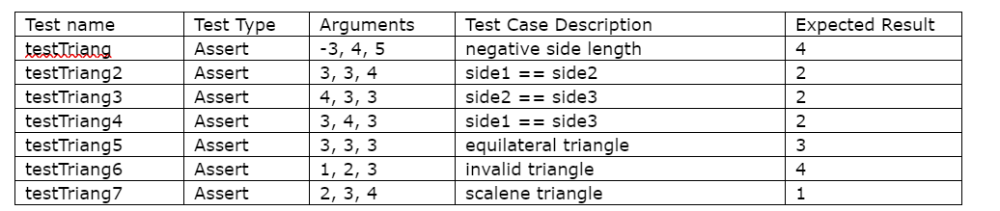 Test name Test Type Arguments Test Case Description Expected Result
testTriang Assert -3, 4, 5 negative side length 4
testTriang2 Assert 3, 3, 4 side1 == side2 2
testTriang3 Assert 4, 3, 3 side2 == side3 2
testTriang4 Assert 3, 4, 3 side1 == side3 2
testTriang5 Assert 3, 3, 3 equilateral triangle 3
testTriang6 Assert 1, 2, 3 invalid triangle 4
testTriang7 Assert 2, 3, 4 scalene triangle 1